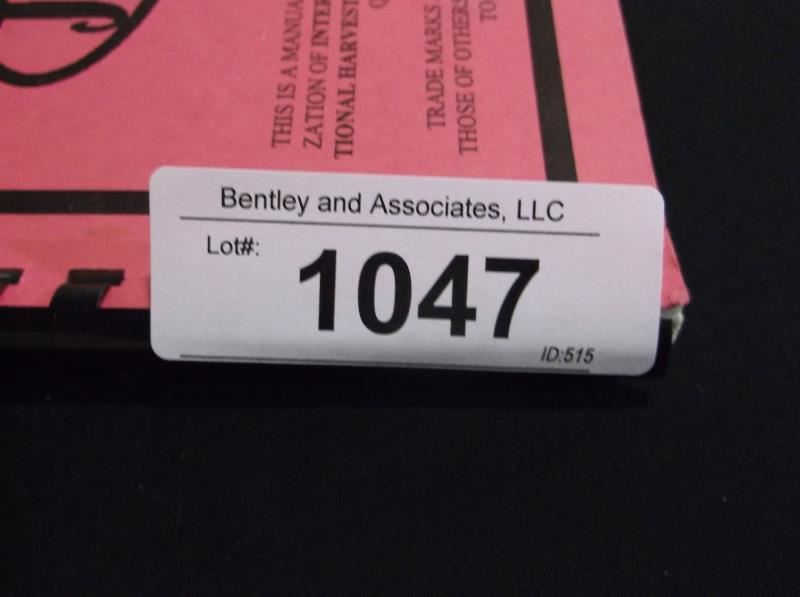 Bentley and Associates, LLC
Lot#:
1047
ID:515
THIS IS A MANUA
ZATION OF INTER
TIONAL HARVEST
TRADE MARKS
THOSE OF OTHERS
TO